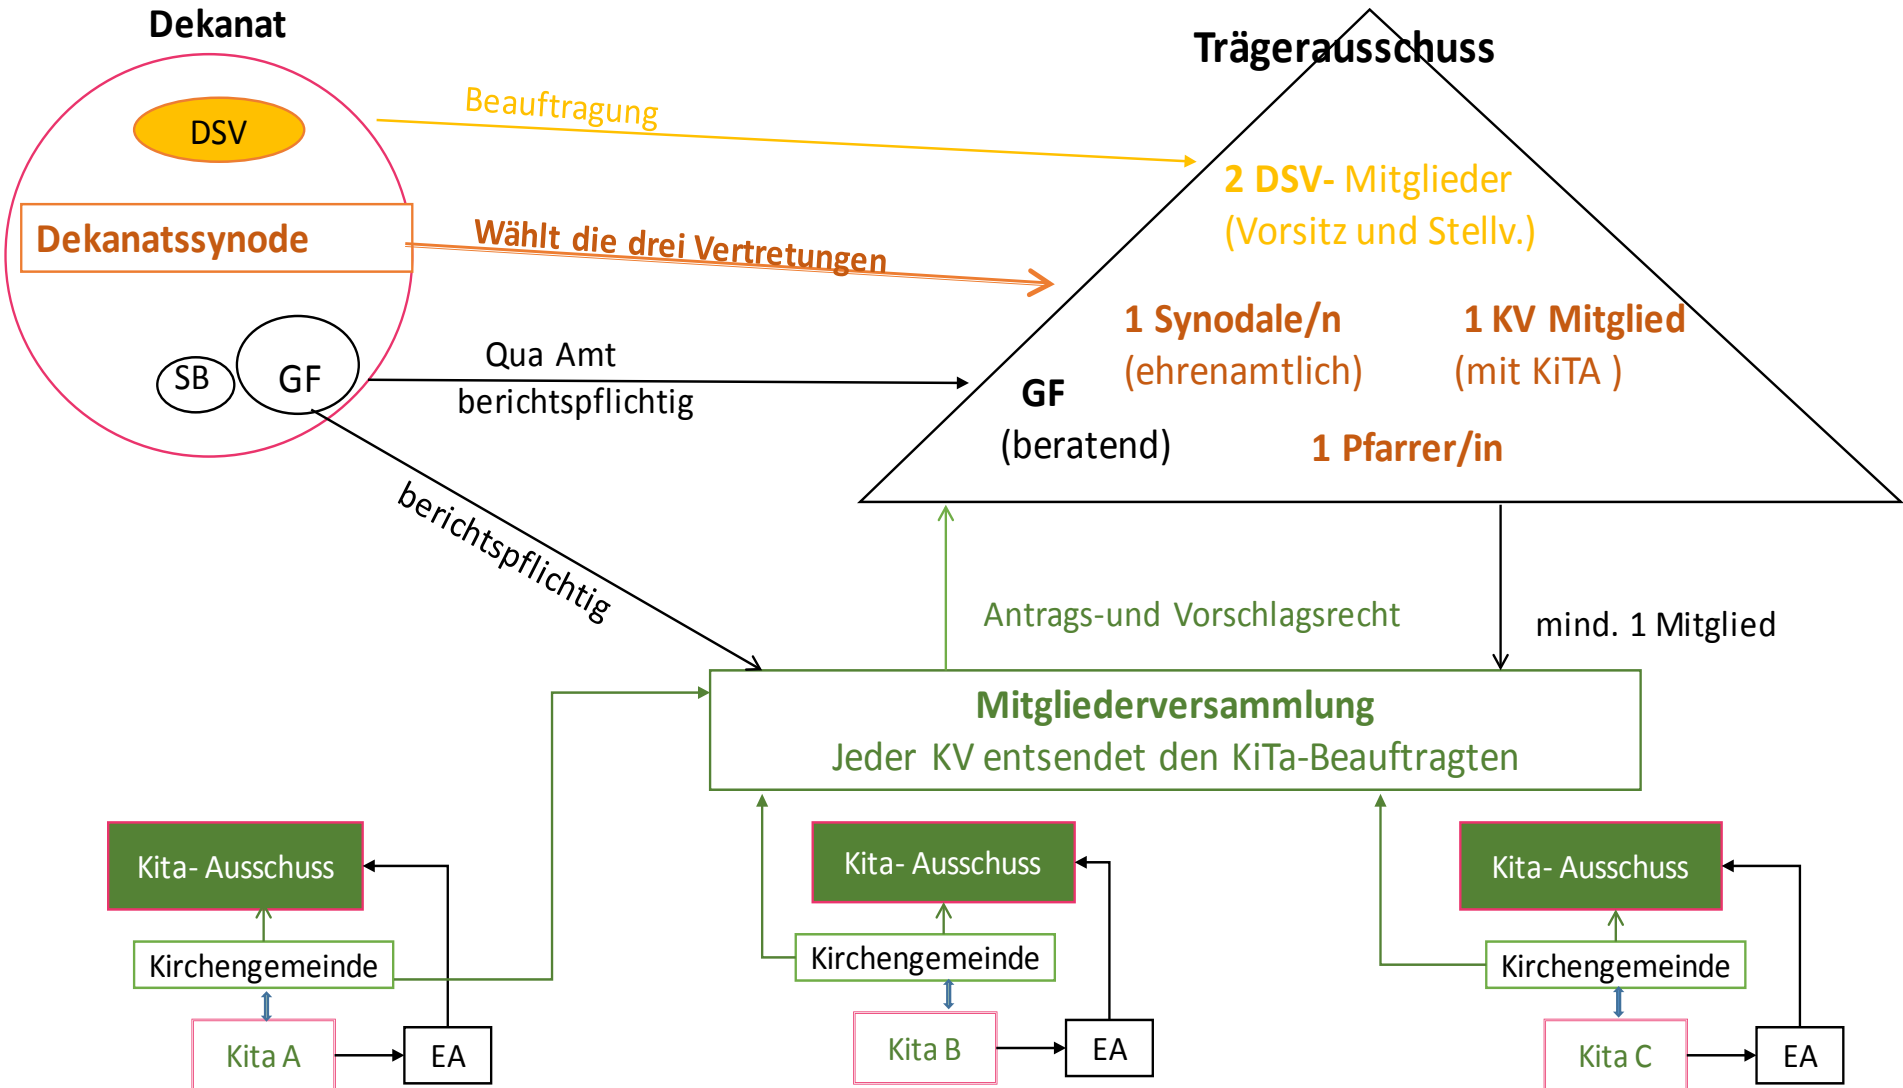 Dekanat
Trägerausschuss
DSV
Beauftragung
2 DSV- Mitglieder
(Vorsitz und Stellv.)
Dekanatssynode
Wählt die drei Vertretungen
1 Synodale/n
(ehrenamtlich)
1 KV Mitglied
(mit KiTA )
SB
GF
Qua Amt
berichtspflichtig
GF
(beratend)
1 Pfarrer/in
berichtspflichtig
Antrags-und Vorschlagsrecht
mind. 1 Mitglied
Mitgliederversammlung
Jeder KV entsendet den KiTa-Beauftragten
Kita- Ausschuss
Kita- Ausschuss
Kita- Ausschuss
Kirchengemeinde
Kirchengemeinde
Kirchengemeinde
Kita A
EA
Kita B
EA
Kita C
EA